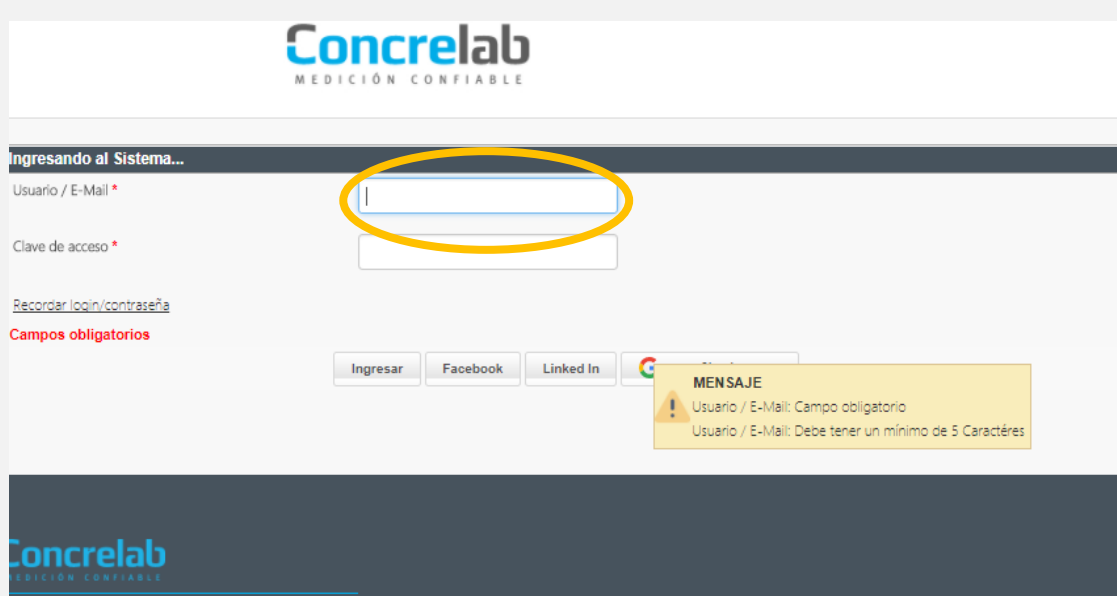 Concrelab
MEDICIÓN CONFIABLE
Ingresando al Sistema...
Usuario / E-Mail *
Clave de acceso *
Recordar login/contraseña
Campos obligatorios
Ingresar Facebook Linked In
MENSAJE
Usuario / E-Mail: Campo obligatorio
Usuario / E-Mail: Debe tener un mínimo de 5 Caractéres
Concrelab
MEDICIÓN CONFIABLE